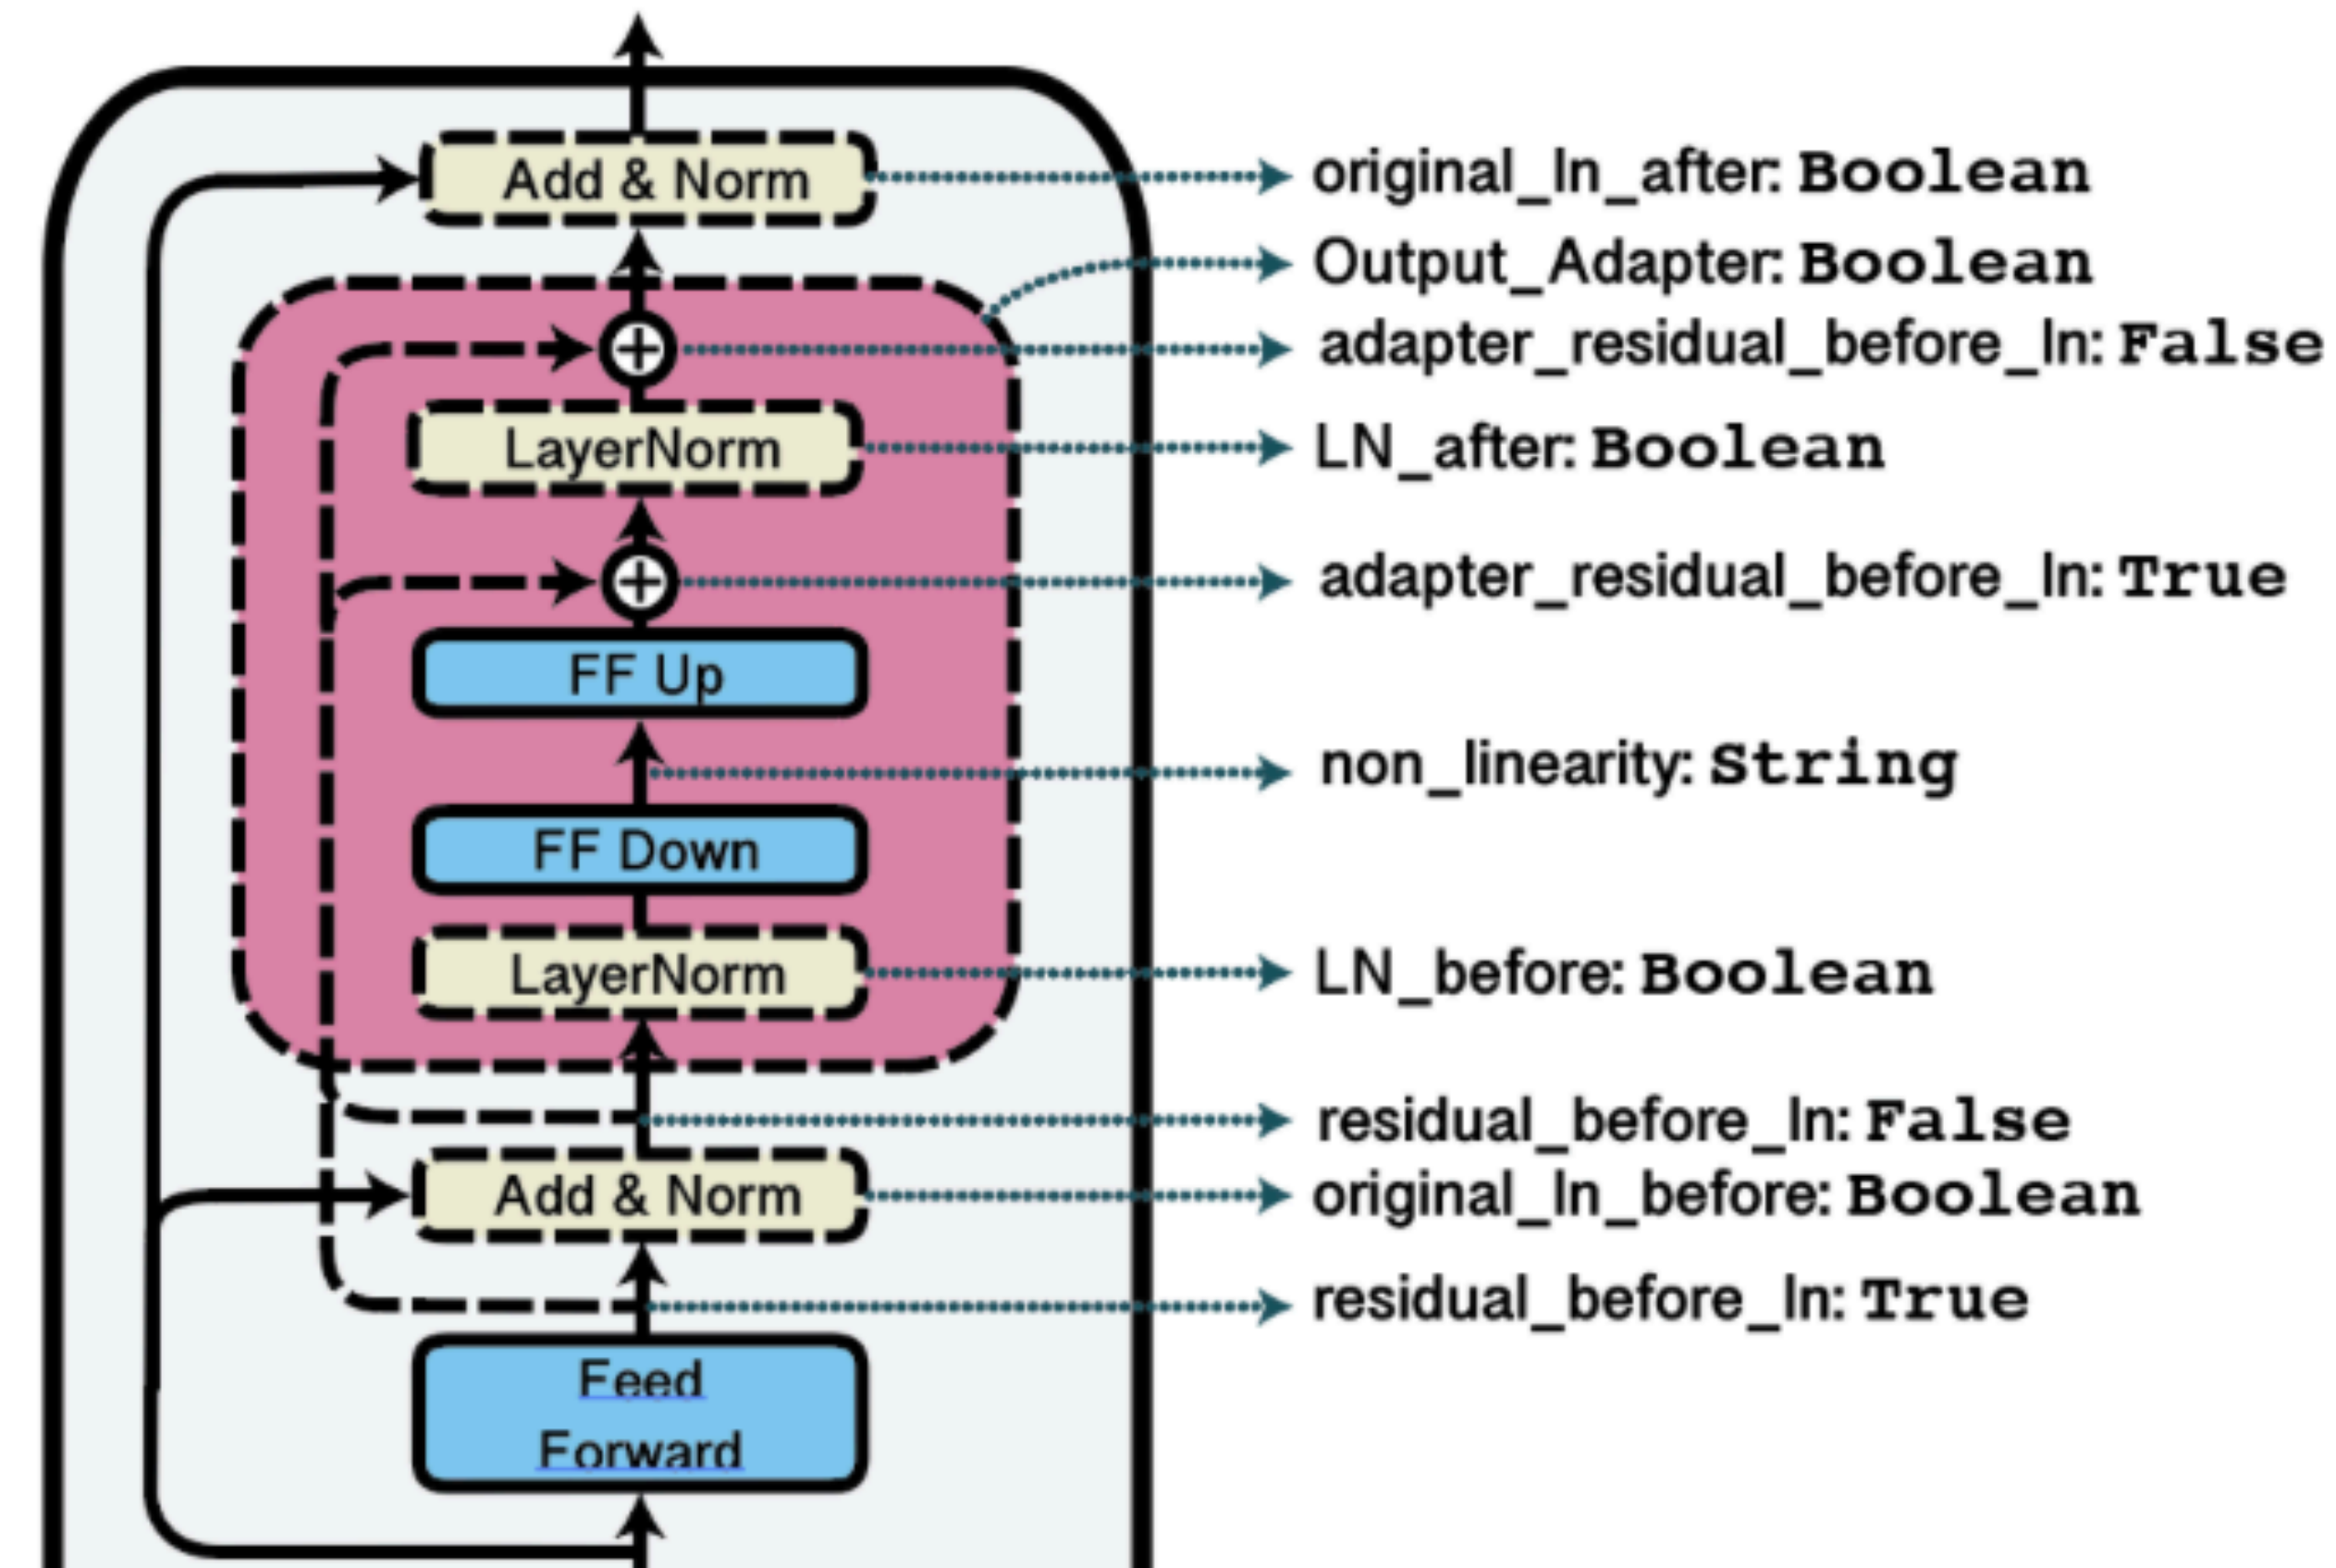 Add & Norm
original_ln_after: Boolean
Output_Adapter: Boolean
adapter_residual_before_ln: False
LayerNorm
LN_after: Boolean
adapter_residual_before_ln: True
FF Up
non_linearity: String
FF Down
LayerNorm
LN_before: Boolean
residual_before_ln: False
Add & Norm
original_ln_before: Boolean
residual_before_ln: True
Feed
Forward